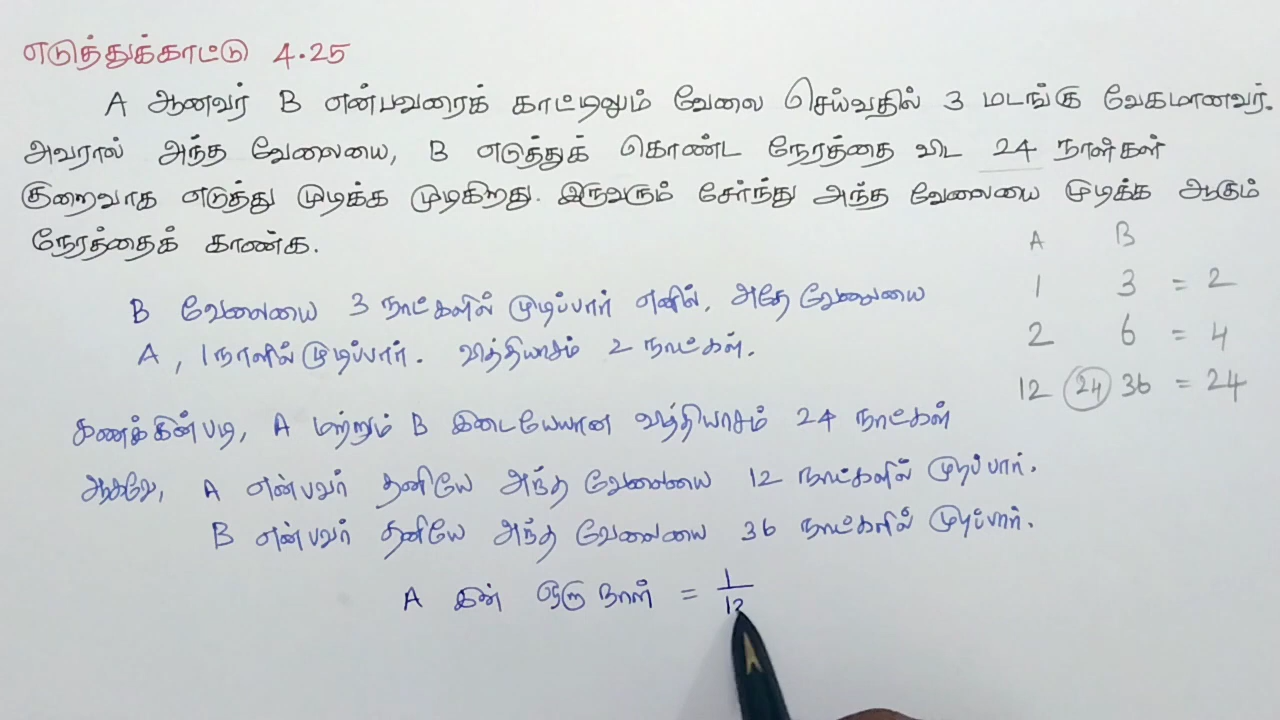 எடுத்துக்காட்டு 4.25
A ஆனவர் B என்பவரைக் காட்டிலும் வேலை செய்வதில் 3 மடங்கு வேகமானவர்.
அவரால் அந்த வேலையை, B எடுத்துக் கொண்ட நேரத்தை விட 24 நாள்கள்
குறைவாக எடுத்து முடிக்க முடிகிறது. இருவரும் சேர்ந்து அந்த வேலையை முடிக்க ஆகும்
நேரத்தைக் காண்க.
A B
1 3 = 2
2 6 = 4
12 24 36 = 24
B வேலையை 3 நாட்களில் முடிப்பார் எனில், அதே வேலையை
A, 1 நாளில் முடிப்பார். வித்தியாசம் 2 நாட்கள்.
கணக்கின்படி, A மற்றும் B இடையேயான வித்தியாசம் 24 நாட்கள்
ஆகவே, A என்பவர் தனியே அந்த வேலையை 12 நாட்களில் முடிப்பார்.
B என்பவர் தனியே அந்த வேலையை 36 நாட்களில் முடிப்பார்.
A இன் ஒரு நாள் = 1/12